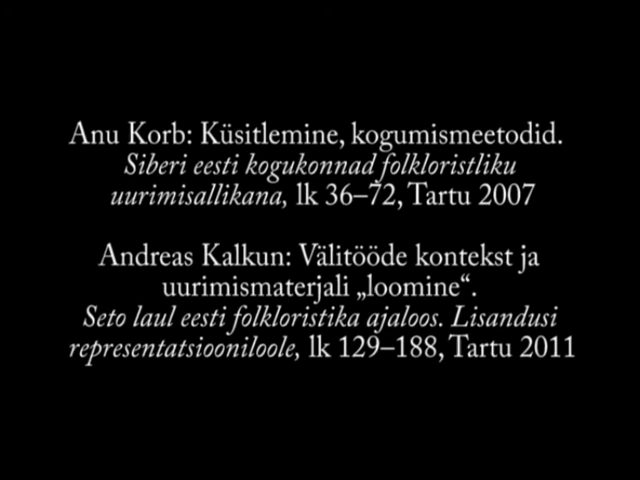 Anu Korb: Küsitlemine, kogumismeetodid.
Siberi eesti kogukonnad folkloristliku
uurimisallikana, lk 36–72, Tartu 2007
Andreas Kalkun: Välitööde kontekst ja
uurimismaterjali „loomine“.
Seto laul eesti folkloristika ajaloos. Lisandusi
representatsiooniloole, lk 129–188, Tartu 2011